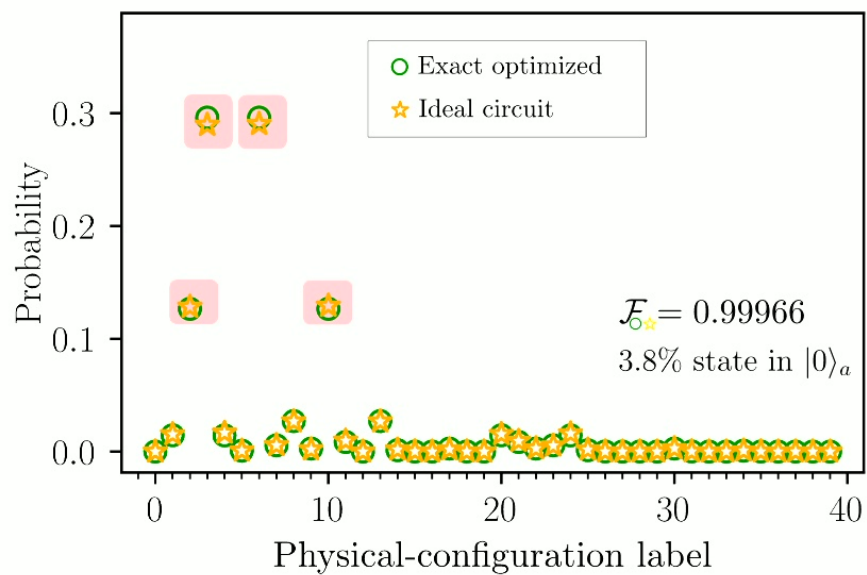 Exact optimized
Ideal circuit
Probability
0.3
0.2
0.1
0.0
ℱ○☆ = 0.99966
3.8% state in |0⟩ₐ
0 10 20 30 40
Physical-configuration label